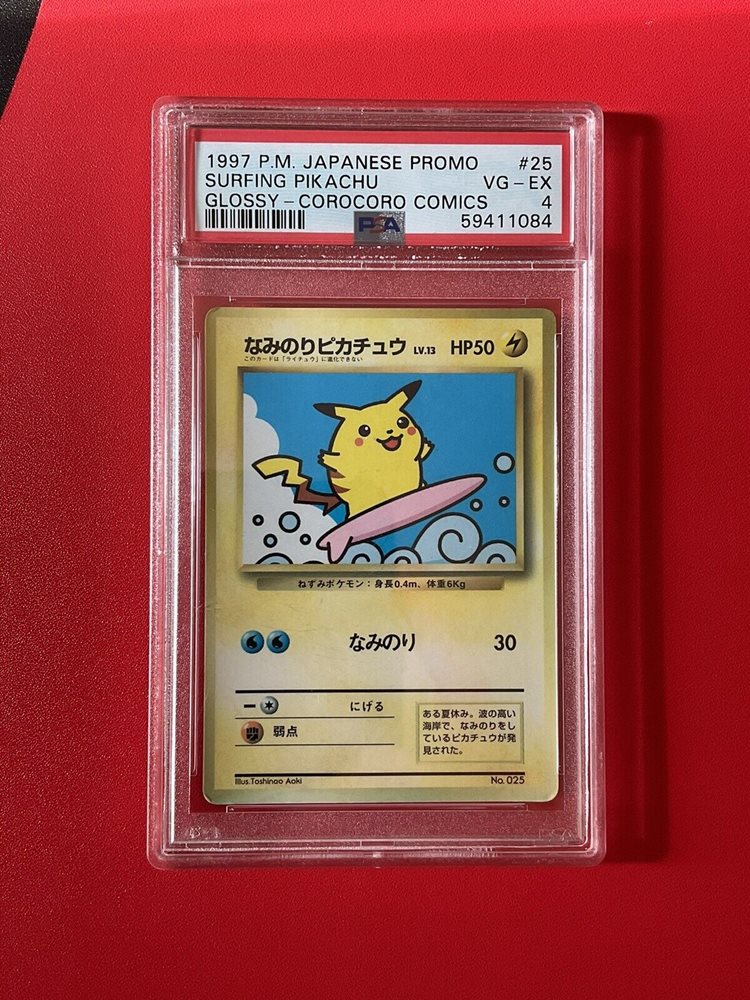 1997 P.M. JAPANESE PROMO #25
SURFING PIKACHU VG-EX
GLOSSY-COROCORO COMICS 4
PSA 59411084
なみのりピカチュウ LV.13 HP50
このカードは「ライチュウ」に進化できない
ねずみポケモン：身長0.4m、体重6Kg
なみのり 30
にげる
弱点
ある夏休み。波の高い
海岸で、なみのりをし
ているピカチュウが発
見された。
Illus.Toshinao Aoki No. 025
PSA